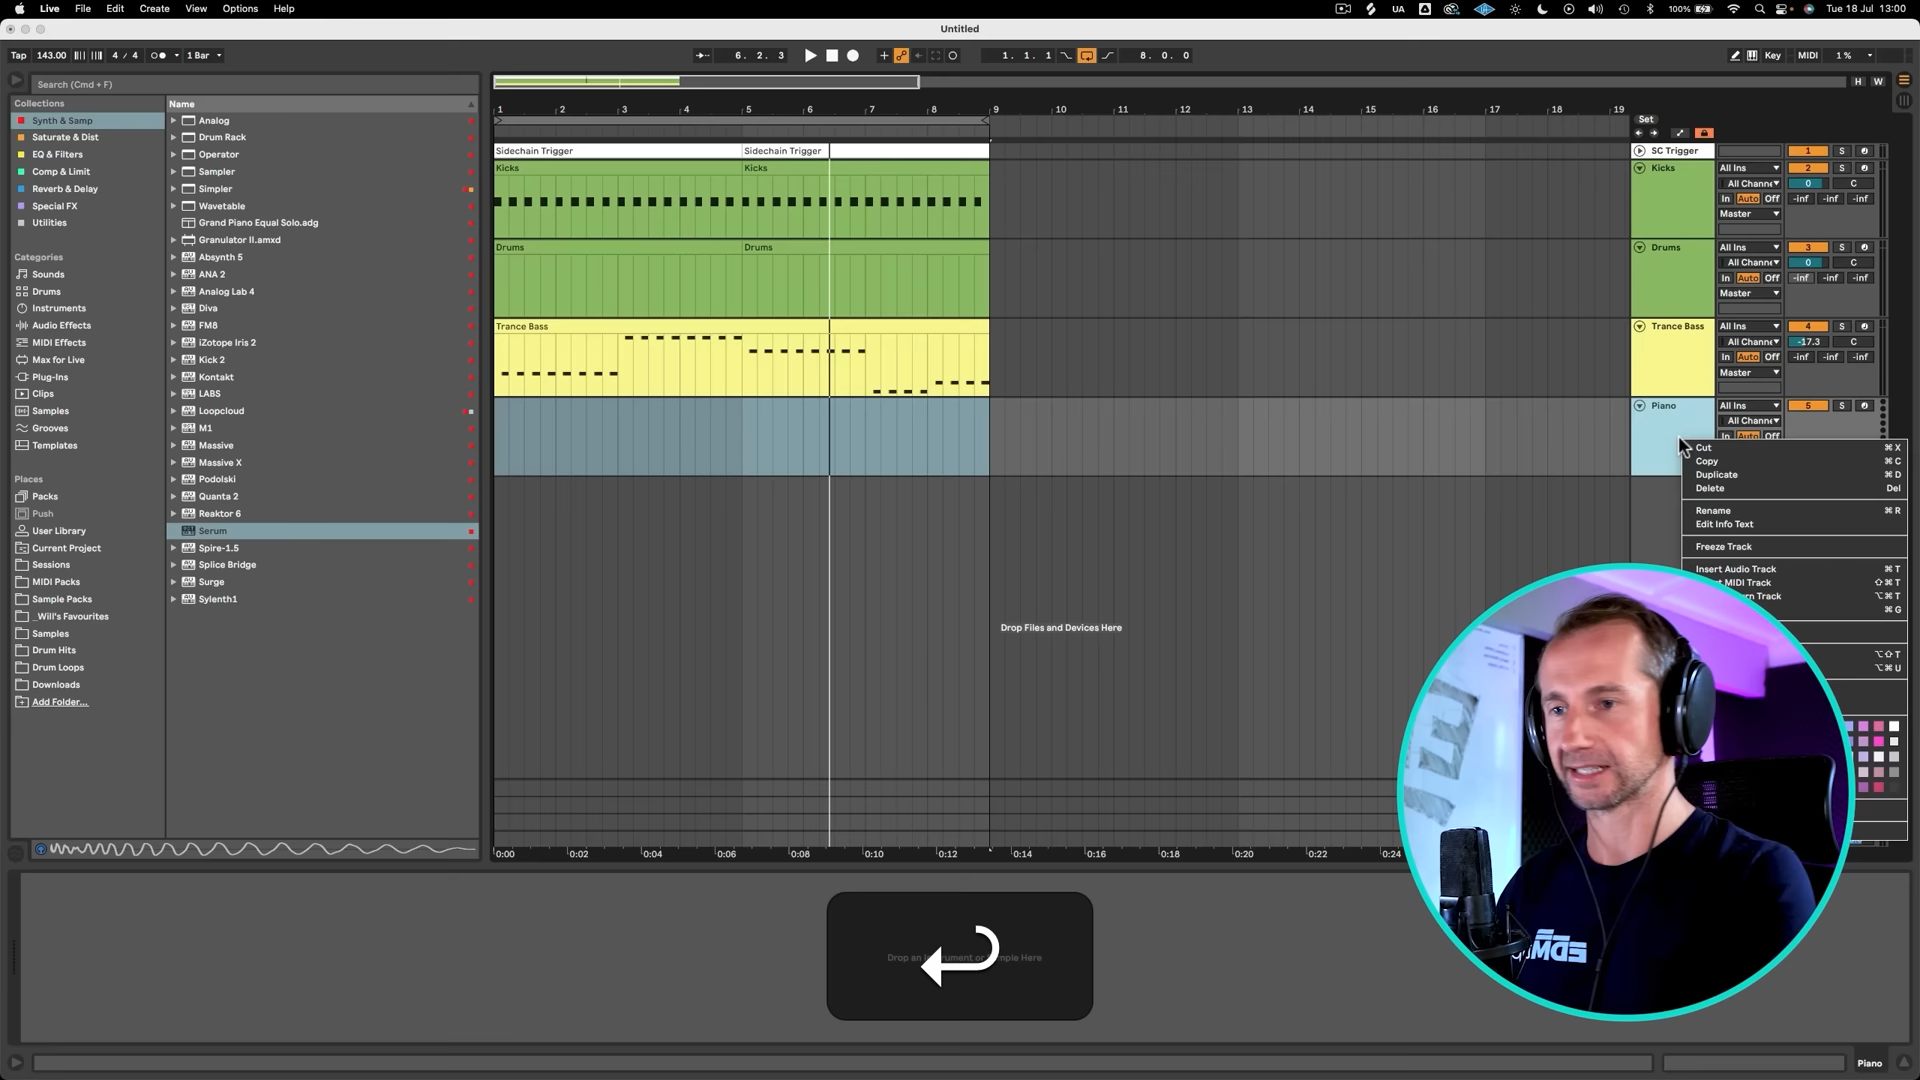 Live File Edit Create View Options Help
UA 100% Tue 18 Jul 13:00
Untitled
Tap 143.00 4 / 4 1 Bar 6. 2. 3 1. 1. 1 8. 0. 0 Key MIDI 1 %
Search (Cmd + F)
H W
Collections
Synth & Samp
Saturate & Dist
EQ & Filters
Comp & Limit
Reverb & Delay
Special FX
Utilities
Categories
Sounds
Drums
Instruments
Audio Effects
MIDI Effects
Max for Live
Plug-Ins
Clips
Samples
Grooves
Templates
Places
Packs
Push
User Library
Current Project
Sessions
MIDI Packs
Sample Packs
_Will's Favourites
Samples
Drum Hits
Drum Loops
Downloads
Add Folder...
Name
Analog
Drum Rack
Operator
Sampler
Simpler
Wavetable
Grand Piano Equal Solo.adg
Granulator II.amxd
Absynth 5
ANA 2
Analog Lab 4
Diva
FM8
iZotope Iris 2
Kick 2
Kontakt
LABS
Loopcloud
M1
Massive
Massive X
Podolski
Quanta 2
Reaktor 6
Serum
Spire-1.5
Splice Bridge
Surge
Sylenth1
1 2 3 4 5 6 7 8 9 10 11 12 13 14 15 16 17 18 19
Set
Sidechain Trigger Sidechain Trigger
SC Trigger 1 S
Kicks Kicks
Kicks All Ins 2 S
All Channe 0 C
In Auto Off -inf -inf -inf
Master
Drums Drums
Drums All Ins 3 S
All Channe 0 C
In Auto Off -inf -inf -inf
Master
Trance Bass
Trance Bass All Ins 4 S
All Channe -17.3 C
In Auto Off -inf -inf -inf
Master
Piano All Ins 5 S
All Channe
In Auto Off
Cut ⌘ X
Copy ⌘ C
Duplicate ⌘ D
Delete Del
Rename ⌘ R
Edit Info Text
Freeze Track
Insert Audio Track ⌘ T
MIDI Track ⇧⌘ T
Track ⌥⌘ T
⌘ G
⌥⇧ T
⌥⌘ U
Drop Files and Devices Here
0:00 0:02 0:04 0:06 0:08 0:10 0:12 0:14 0:16 0:18 0:20 0:22 0:24
Drop an Here
Piano